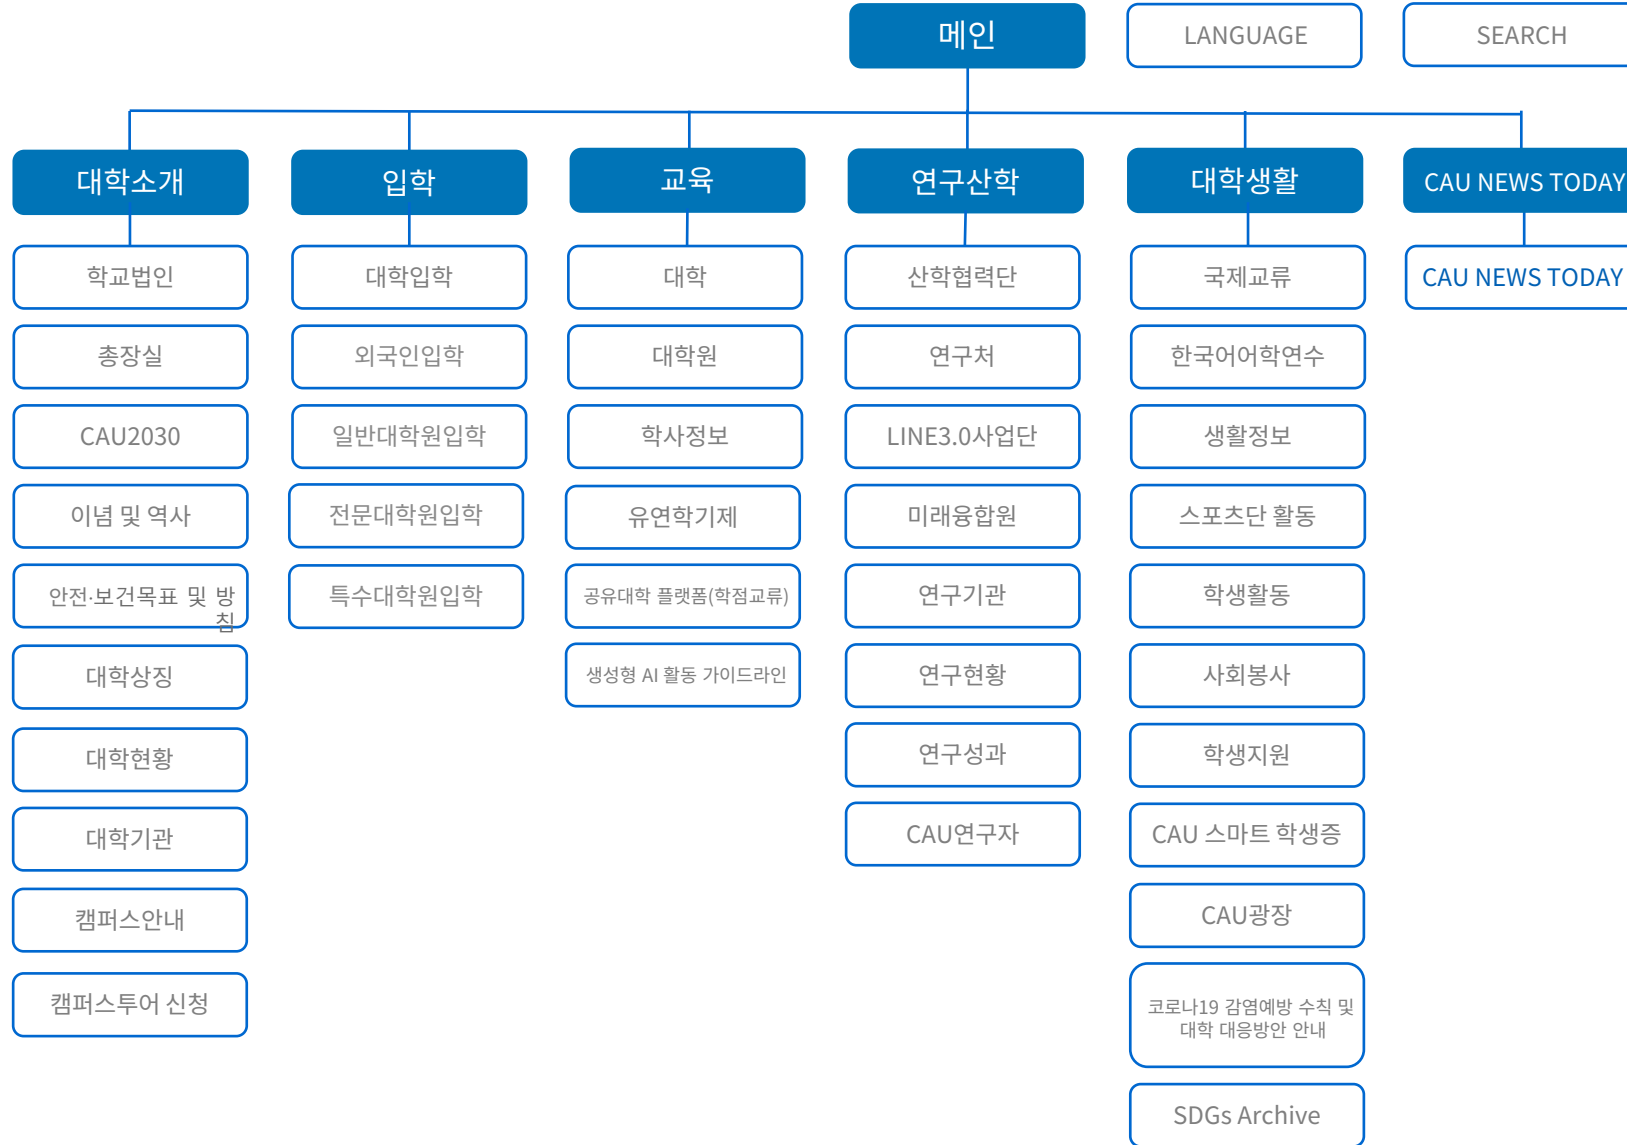 메인
LANGUAGE
SEARCH
대학소개
입학
교육
연구산학
대학생활
CAU NEWS TODAY
학교법인
총장실
CAU2030
이념 및 역사
안전·보건목표 및 방
침
대학상징
대학현황
대학기관
캠퍼스안내
캠퍼스투어 신청
대학입학
외국인입학
일반대학원입학
전문대학원입학
특수대학원입학
대학
대학원
학사정보
유연학기제
공유대학 플랫폼(학점교류)
생성형 AI 활동 가이드라인
산학협력단
연구처
LINE3.0사업단
미래융합원
연구기관
연구현황
연구성과
CAU연구자
국제교류
한국어어학연수
생활정보
스포츠단 활동
학생활동
사회봉사
학생지원
CAU 스마트 학생증
CAU광장
코로나19 감염예방 수칙 및
대학 대응방안 안내
SDGs Archive
CAU NEWS TODAY